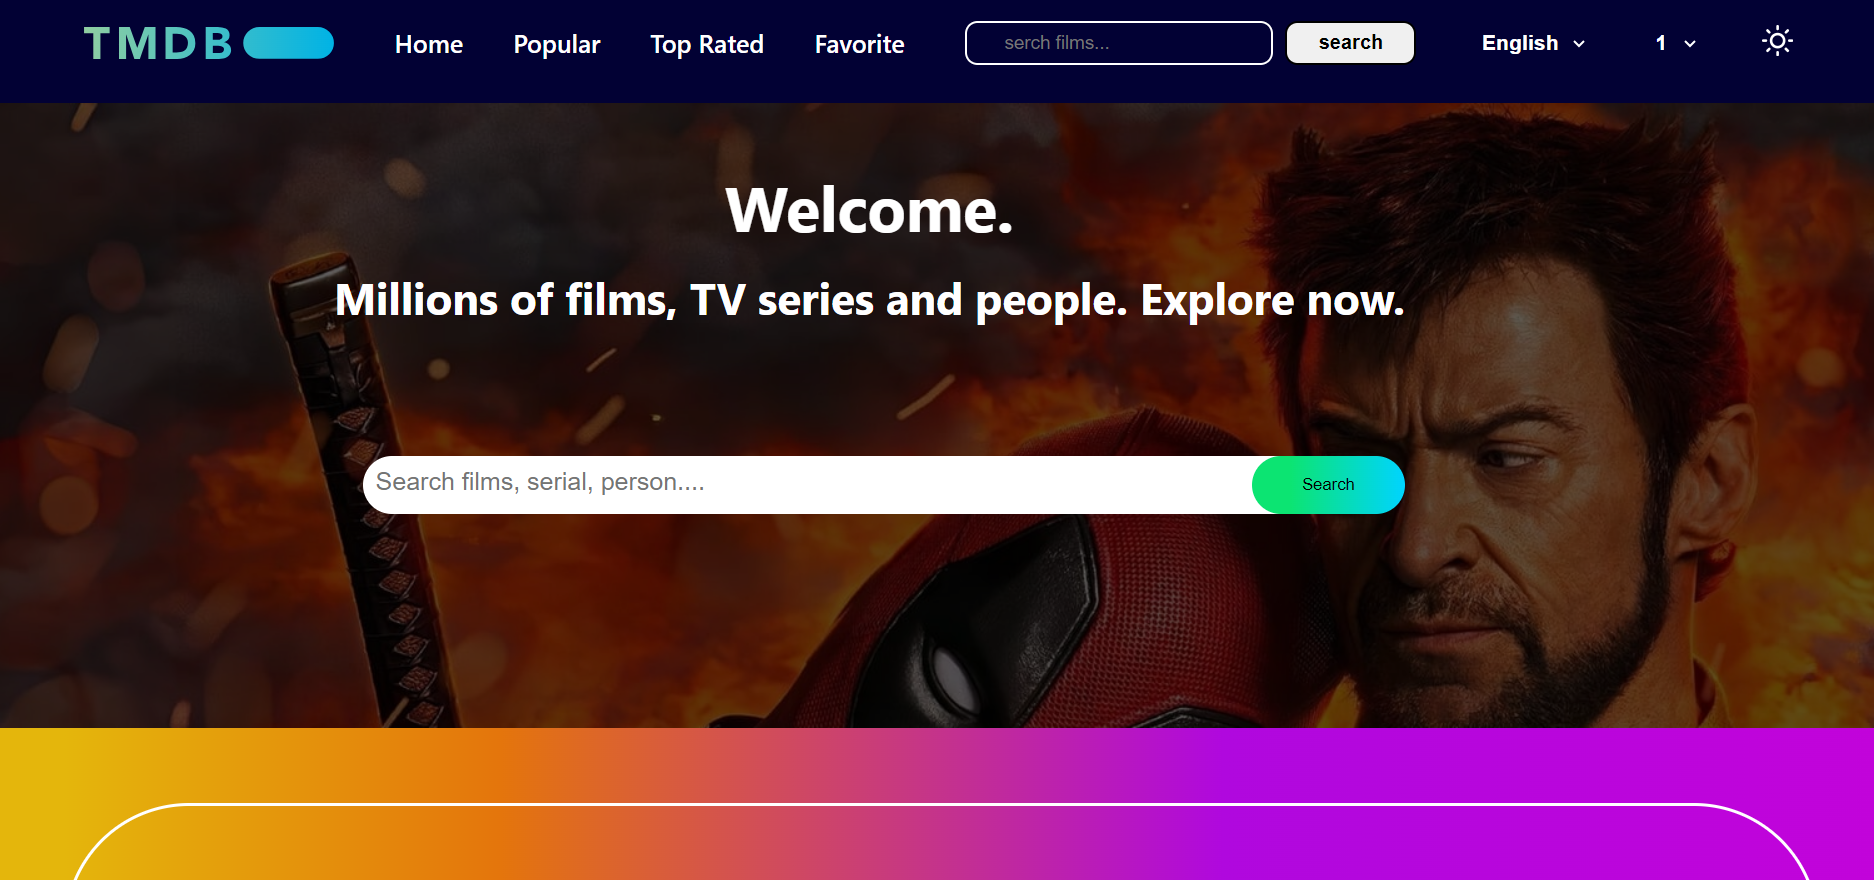 TMDB Home Popular Top Rated Favorite serch films... search English 1
Welcome.
Millions of films, TV series and people. Explore now.
Search films, serial, person.... Search